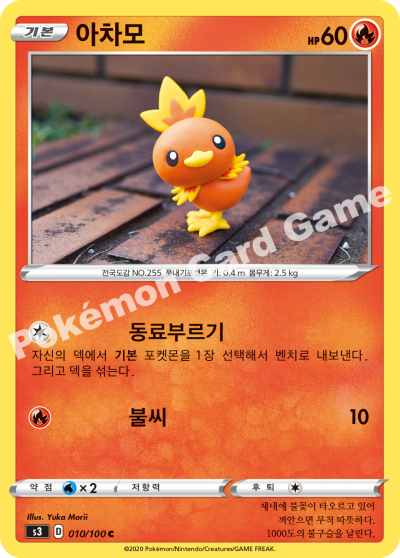 기본 아차모 HP 60
전국도감 NO.255 풋내기포켓몬 키: 0.4 m 몸무게: 2.5 kg
Pokémon Card Game
동료부르기
자신의 덱에서 기본 포켓몬을 1장 선택해서 벤치로 내보낸다.
그리고 덱을 섞는다.
불씨 10
약점 ×2 저항력 후퇴
Illus. Yuka Morii
체내에 불꽃이 타오르고 있어
껴안으면 무척 따뜻하다.
1000도의 불구슬을 날린다.
s3 D 010/100 C
©2020 Pokémon/Nintendo/Creatures/GAME FREAK.